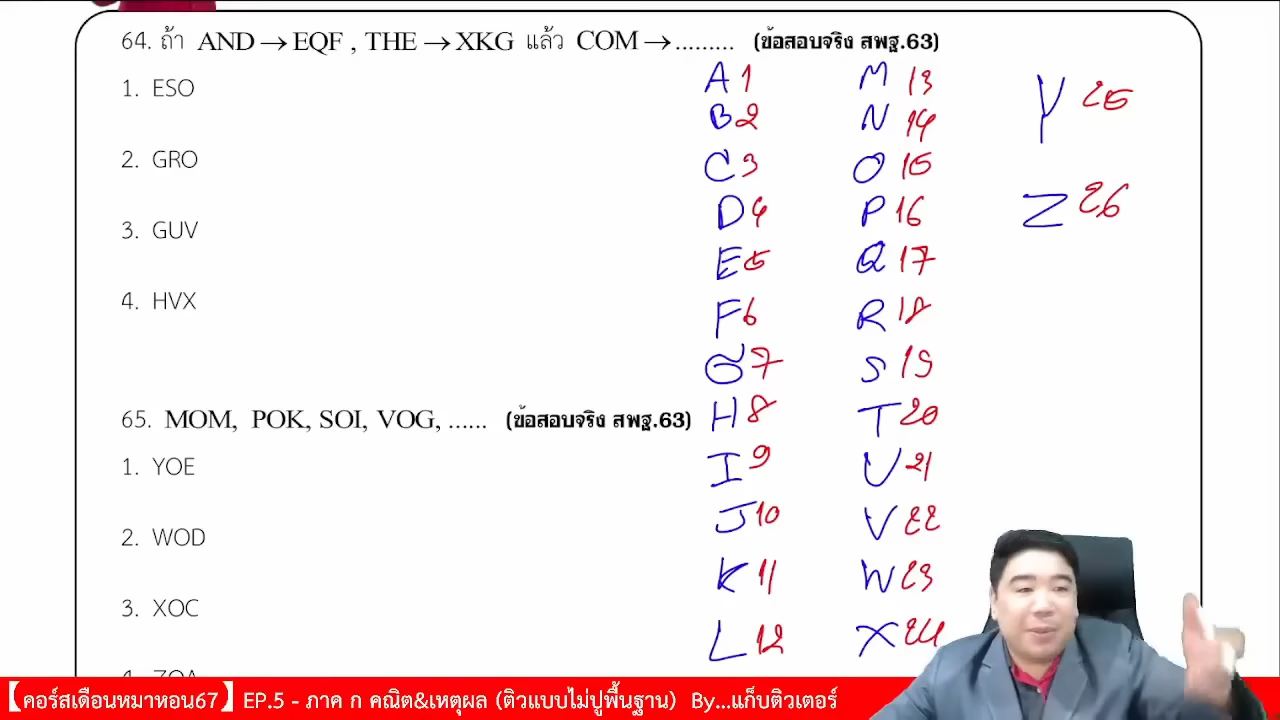 64. ถ้า AND → EQF , THE → XKG แล้ว COM → ......... (ข้อสอบจริง สพฐ.63)
1. ESO
2. GRO
3. GUV
4. HVX
65. MOM, POK, SOI, VOG, ...... (ข้อสอบจริง สพฐ.63)
1. YOE
2. WOD
3. XOC
A 1
B 2
C 3
D 4
E 5
F 6
G 7
H 8
I 9
J 10
K 11
L 12
M 13
N 14
O 15
P 16
Q 17
R 18
S 19
T 20
U 21
V 22
W 23
X 24
Y 25
Z 26
【คอร์สเดือนหมาหอน67】EP.5 - ภาค ก คณิต&เหตุผล (ติวแบบไม่ปูพื้นฐาน) By...แก็บติวเตอร์